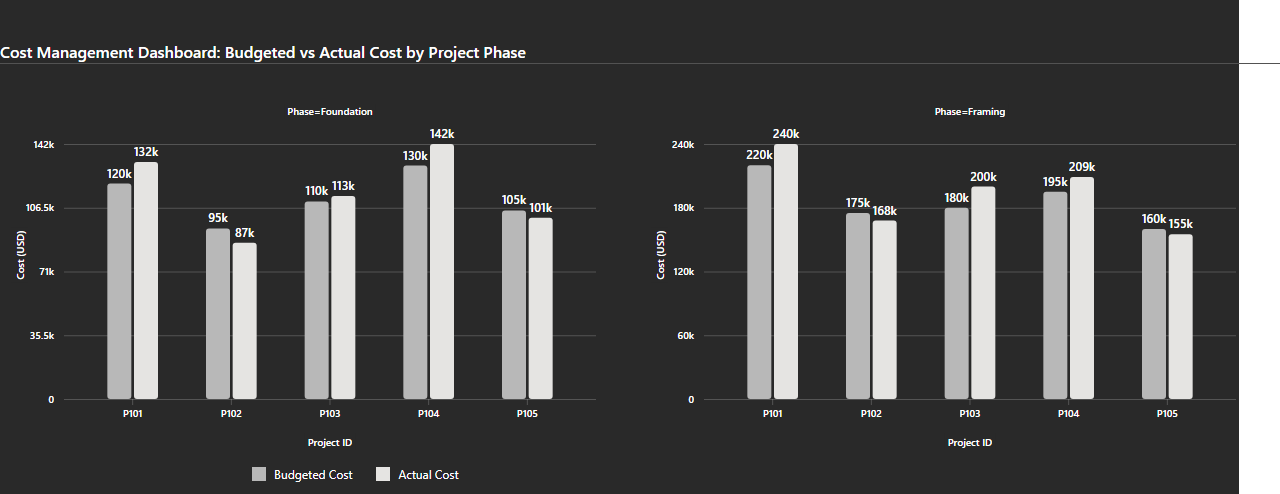 Cost Management Dashboard: Budgeted vs Actual Cost by Project Phase
Phase=Foundation
142k
106.5k
71k
35.5k
0
Cost (USD)
120k
132k
95k
87k
110k
113k
130k
142k
105k
101k
P101
P102
P103
P104
P105
Project ID
Phase=Framing
240k
180k
120k
60k
0
Cost (USD)
220k
240k
175k
168k
180k
200k
195k
209k
160k
155k
P101
P102
P103
P104
P105
Project ID
Budgeted Cost
Actual Cost